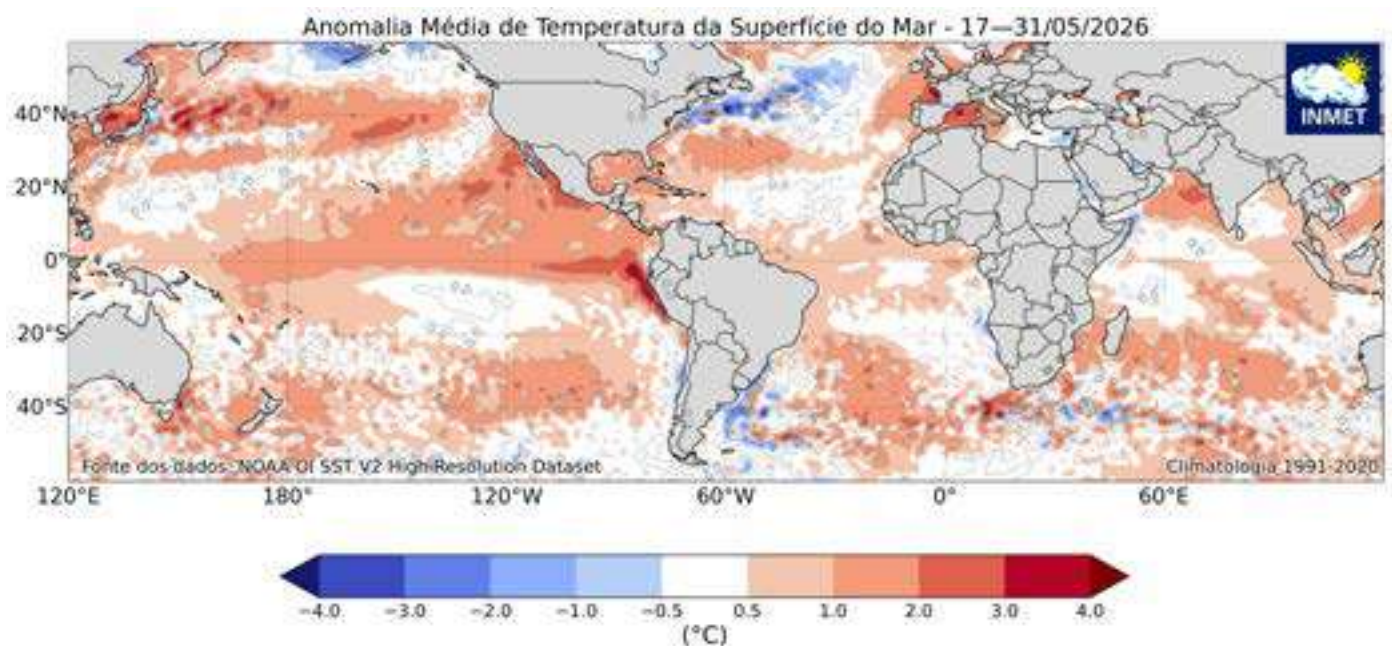 Anomalia Média de Temperatura da Superfície do Mar - 17—31/05/2026
INMET
40°N
20°N
0°
20°S
40°S
Fonte dos dados: NOAA OI SST V2 High-Resolution Dataset
Climatologia 1991-2020
120°E 180° 120°W 60°W 0° 60°E
−4.0 −3.0 −2.0 −1.0 −0.5 0.5 1.0 2.0 3.0 4.0
(°C)